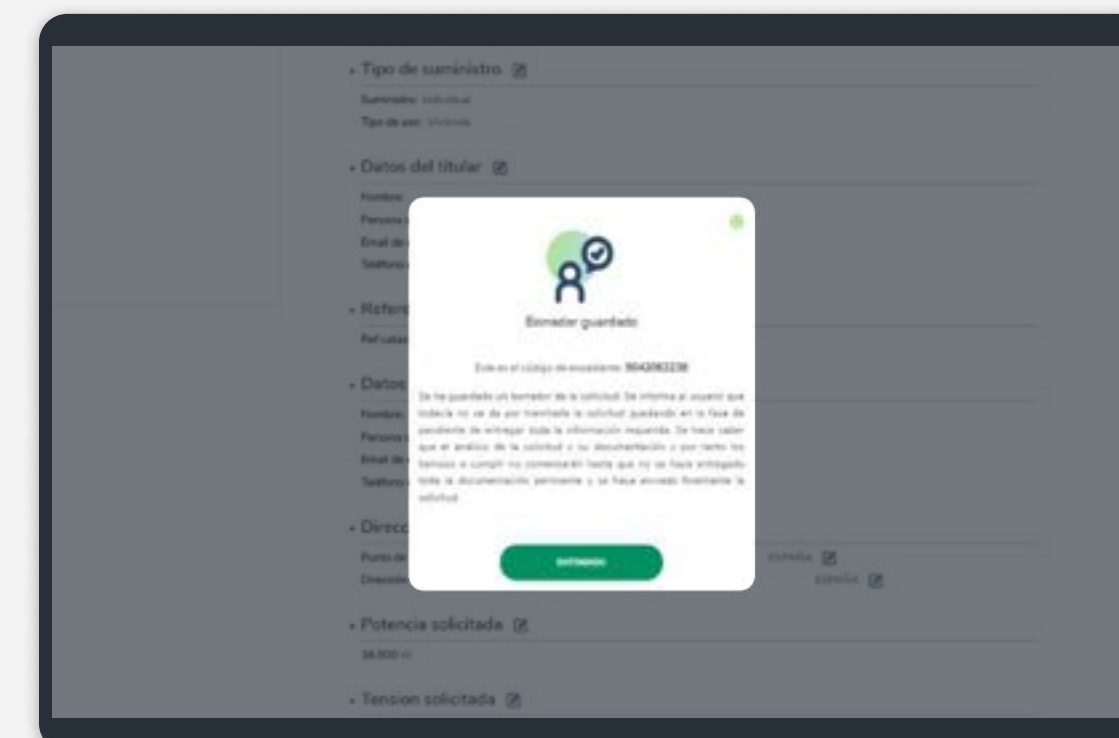 • Tipo de suministro
Suministro: Individual
Tipo de uso: Vivienda
• Datos del titular
Nombre:
Persona
Email de
Teléfono
• Refere
Ref catas
• Datos
Nombre:
Persona
Email de
Teléfono
• Direcc
Punto de ESPAÑA
Dirección ESPAÑA
• Potencia solicitada
W
• Tension solicitada
Borrador guardado
Este es el código de expediente:
Se ha guardado un borrador de la solicitud. Se informa al usuario que
todavía no se da por tramitada la solicitud quedando en la fase de
pendiente de entregar toda la información requerida. Se hace saber
que el análisis de la solicitud y su documentación y por tanto los
a cumplir no comenzarán hasta que no se haya entregado
toda la documentación pertinente y se haya enviado finalmente la
solicitud
ENTENDIDO